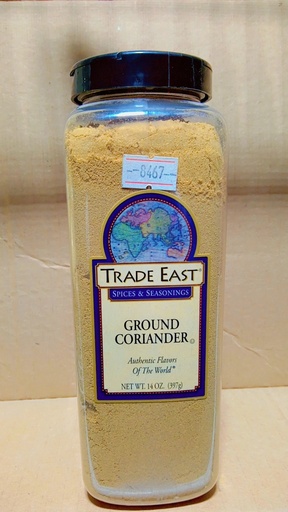 --8467--
TRADE EAST®
SPICES & SEASONINGS
GROUND
CORIANDER
Authentic Flavors
Of The World®
NET WT. 14 OZ. (397g)